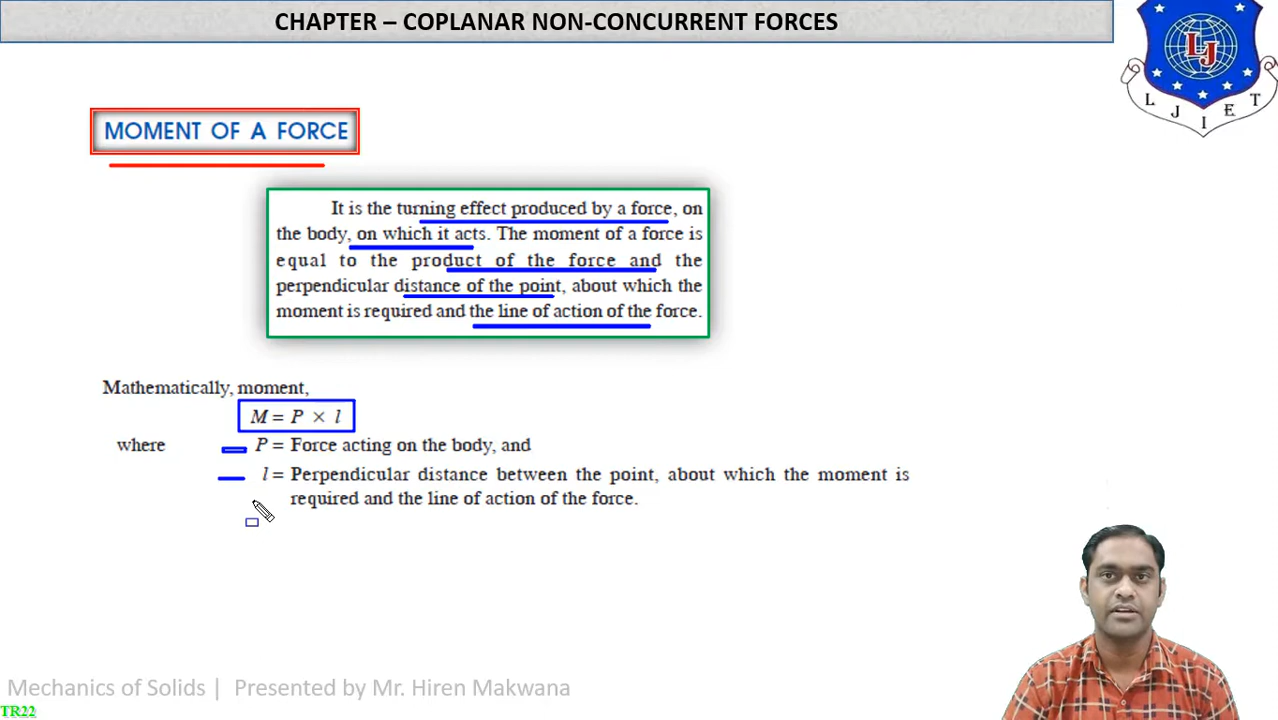 CHAPTER – COPLANAR NON-CONCURRENT FORCES
LJ
L J I E T
MOMENT OF A FORCE
It is the turning effect produced by a force, on
the body, on which it acts. The moment of a force is
equal to the product of the force and the
perpendicular distance of the point, about which the
moment is required and the line of action of the force.
Mathematically, moment,
M = P × l
where P = Force acting on the body, and
l = Perpendicular distance between the point, about which the moment is
required and the line of action of the force.
Mechanics of Solids | Presented by Mr. Hiren Makwana
TR22